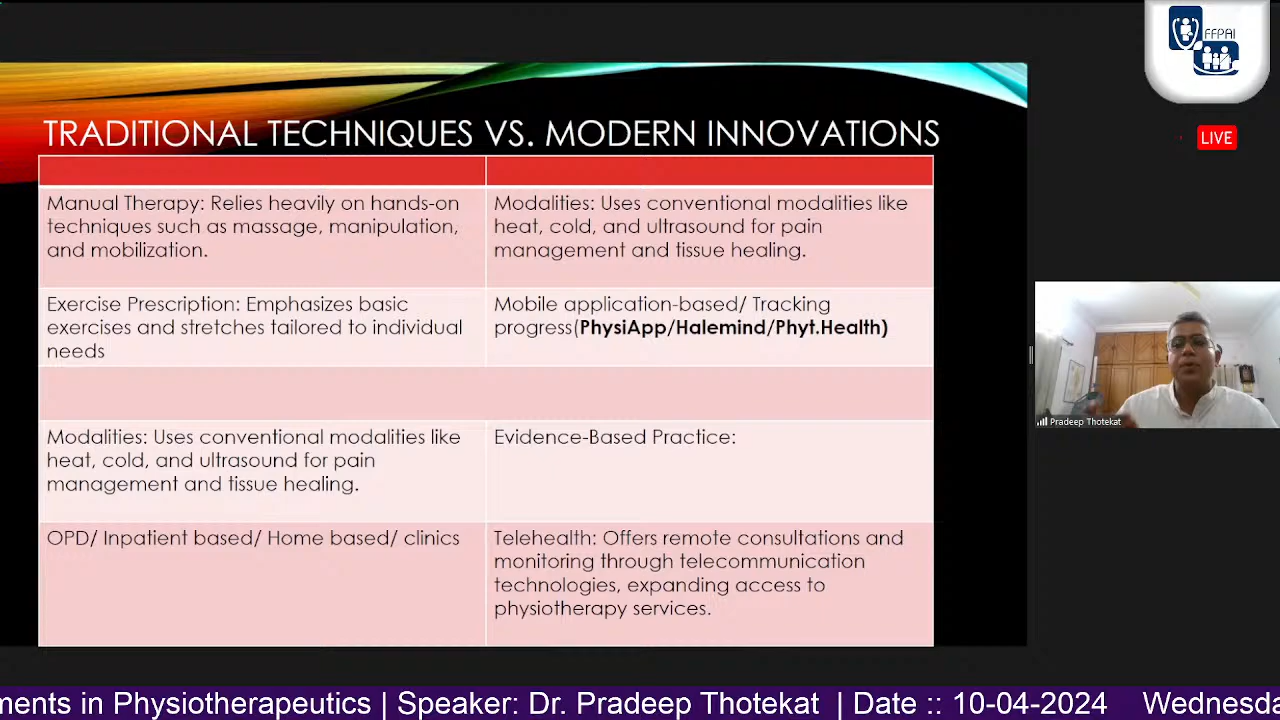 FFPAI
LIVE
TRADITIONAL TECHNIQUES VS. MODERN INNOVATIONS
Manual Therapy: Relies heavily on hands-on
techniques such as massage, manipulation,
and mobilization.
Modalities: Uses conventional modalities like
heat, cold, and ultrasound for pain
management and tissue healing.
Exercise Prescription: Emphasizes basic
exercises and stretches tailored to individual
needs
Mobile application-based/ Tracking
progress(PhysiApp/Halemind/Phyt.Health)
Modalities: Uses conventional modalities like
heat, cold, and ultrasound for pain
management and tissue healing.
Evidence-Based Practice:
OPD/ Inpatient based/ Home based/ clinics
Telehealth: Offers remote consultations and
monitoring through telecommunication
technologies, expanding access to
physiotherapy services.
Pradeep Thotekat
ments in Physiotherapeutics | Speaker: Dr. Pradeep Thotekat | Date :: 10-04-2024 Wednesda